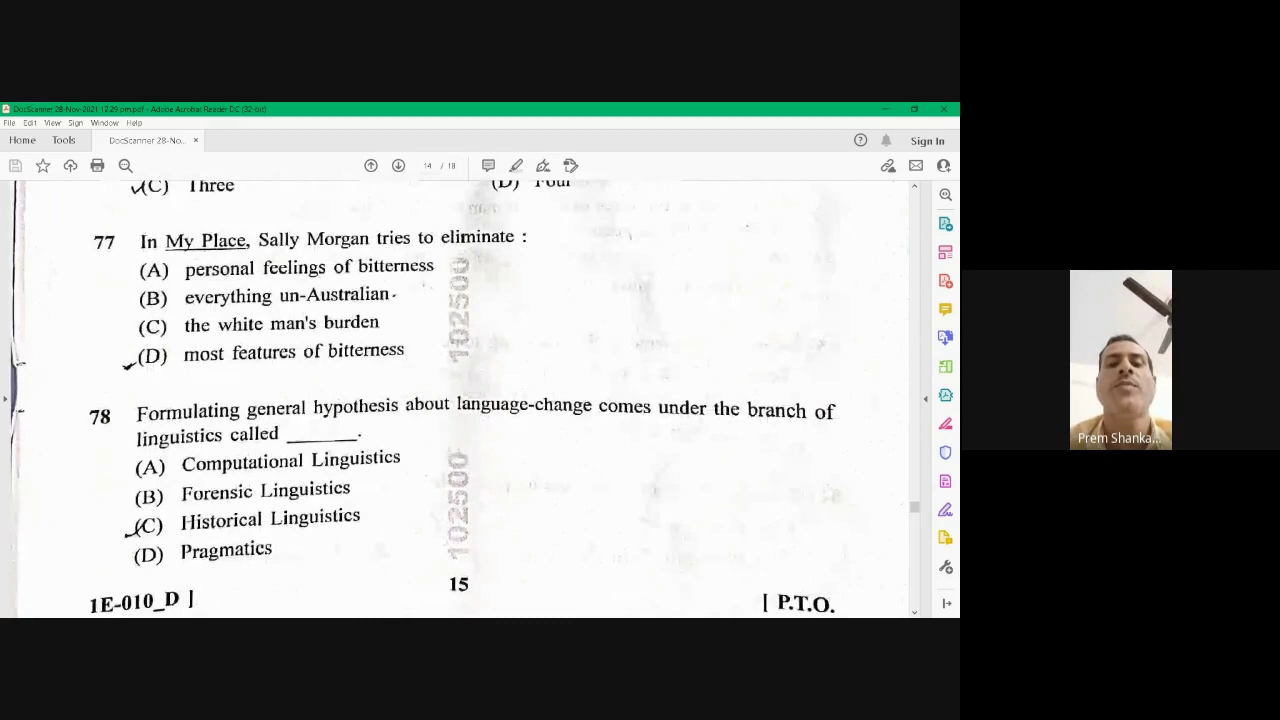 DocScanner 28-Nov-2021 12.29 pm.pdf - Adobe Acrobat Reader DC (32-bit)
File Edit View Sign Window Help
Home Tools DocScanner 28-No... × Sign In
14 / 18
(C) Three (D) Four
77 In My Place, Sally Morgan tries to eliminate :
(A) personal feelings of bitterness
(B) everything un-Australian
(C) the white man's burden
(D) most features of bitterness
102500
78 Formulating general hypothesis about language-change comes under the branch of
linguistics called ______.
(A) Computational Linguistics
(B) Forensic Linguistics
(C) Historical Linguistics
(D) Pragmatics
102500
15
1E-010_D ] [ P.T.O.
Prem Shanka...